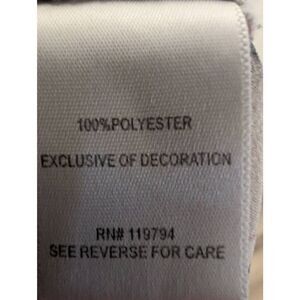 100%POLYESTER
EXCLUSIVE OF DECORATION
RN# 119794
SEE REVERSE FOR CARE